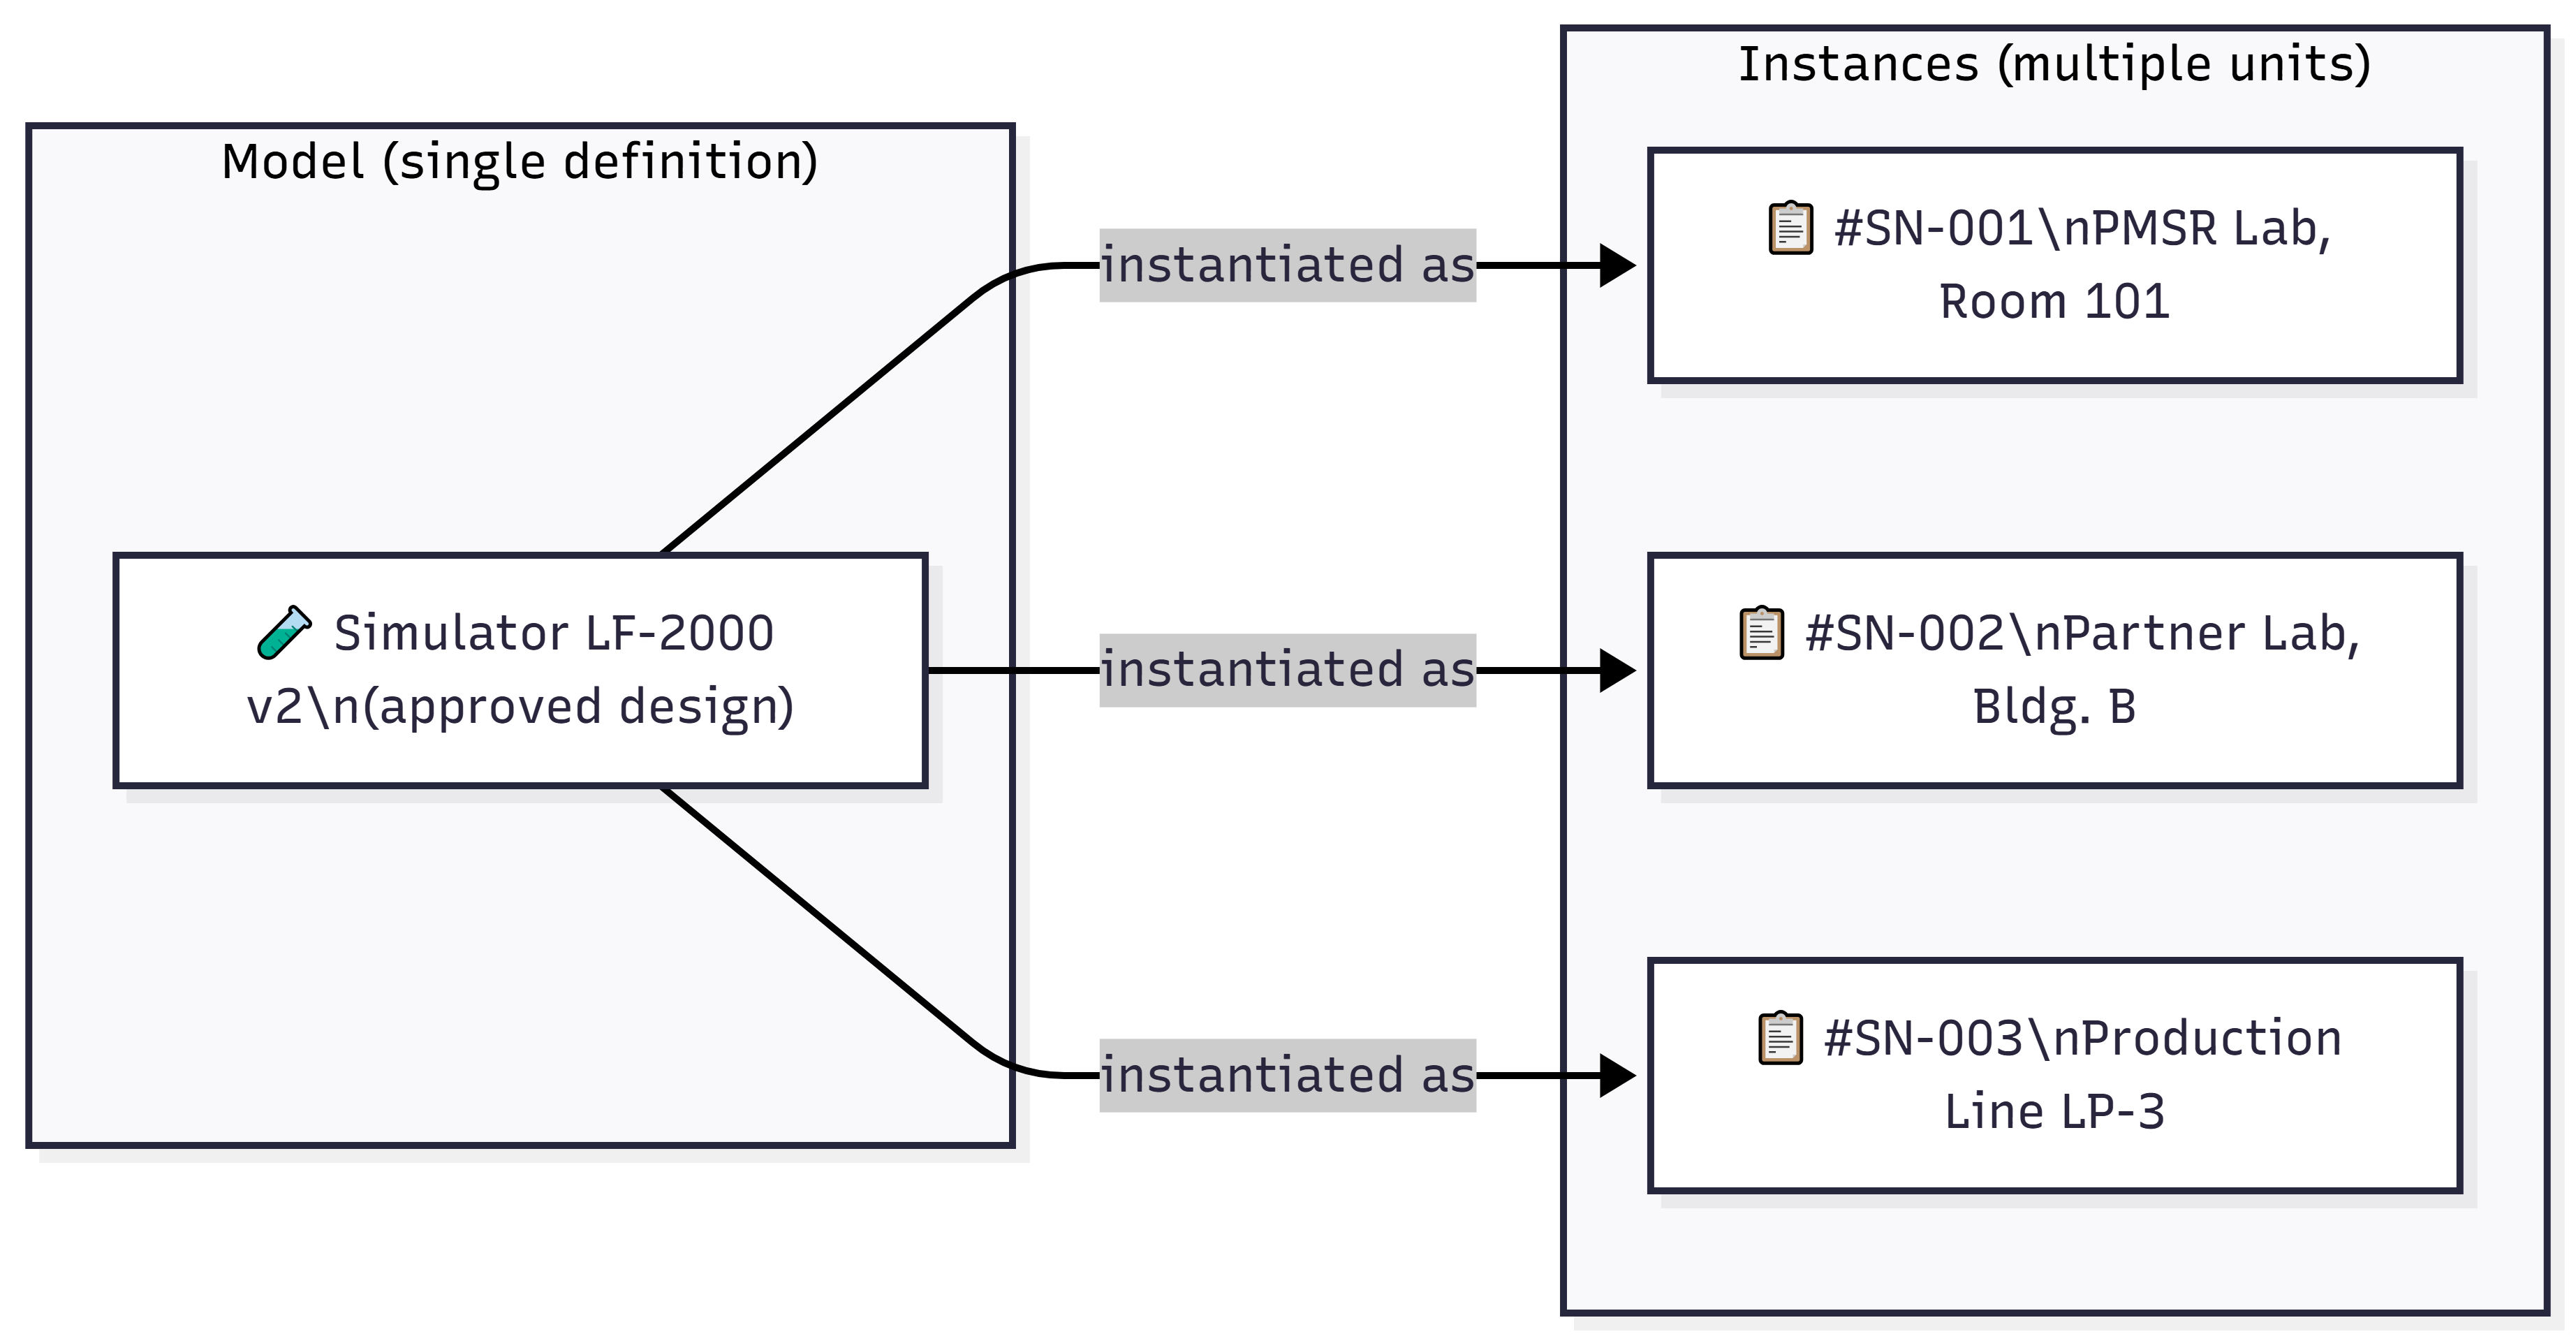 Instances (multiple units)
Model (single definition)
instantiated as
#SN-001\nPMSR Lab,
Room 101
🧪 Simulator LF-2000
v2\n(approved design)
instantiated as
📋 #SN-002\nPartner Lab,
Bldg. B
instantiated as
📋 #SN-003\nProduction
Line LP-3